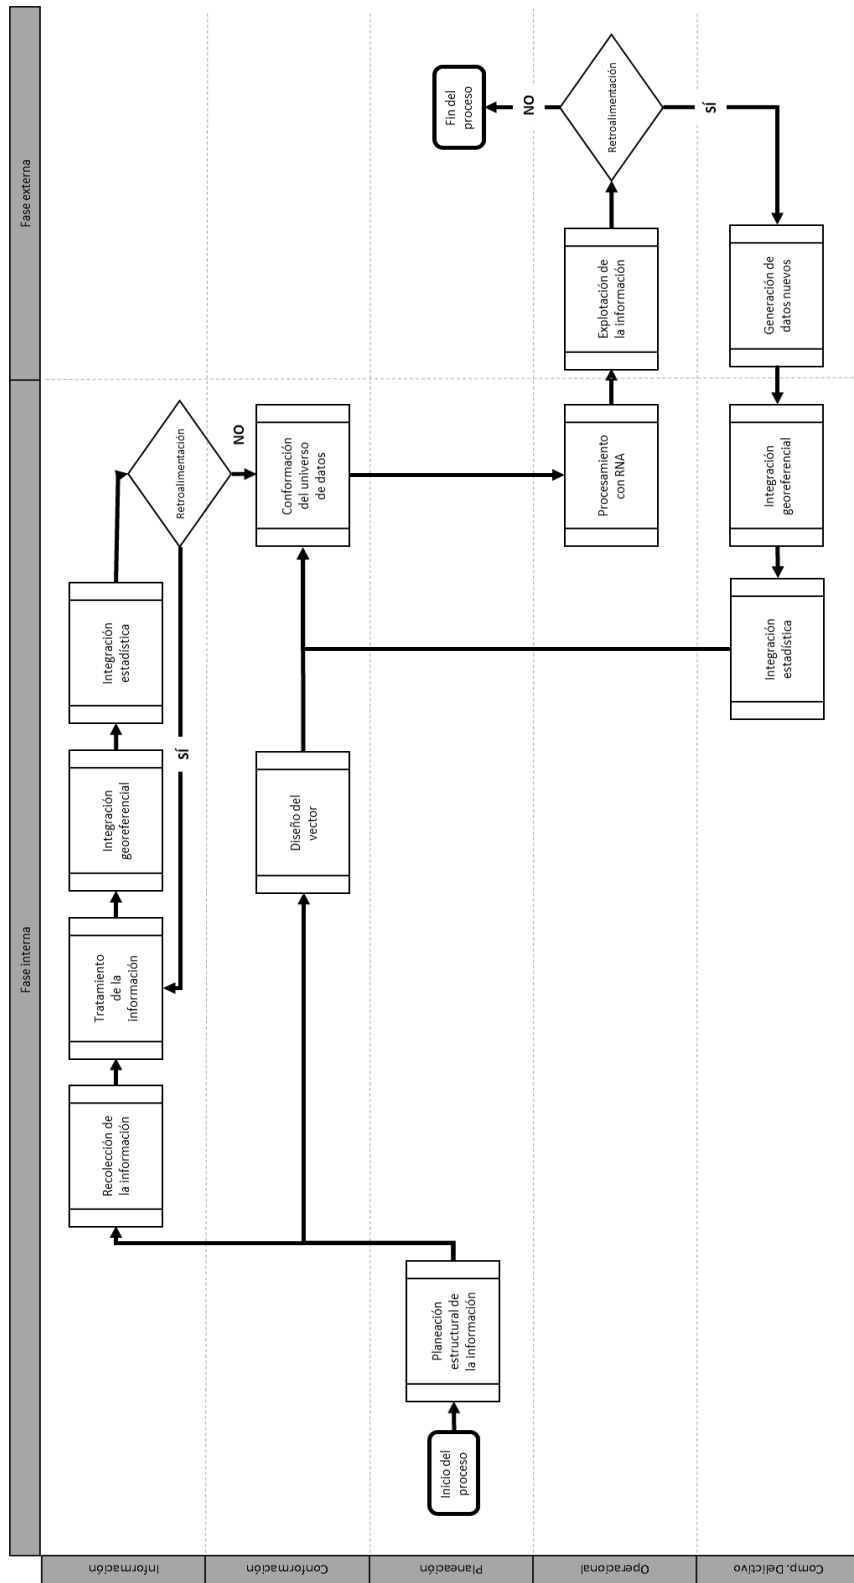 Fase interna
Fase externa
Información
Conformación
Planeación
Operacional
Comp. Delictivo
Inicio del
proceso
Planeación
estructural de
la información
Recolección de
la información
Tratamiento
de la
información
Integración
georeferencial
Integración
estadística
Retroalimentación
SÍ
NO
Diseño del
vector
Conformación
del universo
de datos
Procesamiento
con RNA
Explotación de
la información
Retroalimentación
NO
SÍ
Fin del
proceso
Generación de
datos nuevos
Integración
georeferencial
Integración
estadística